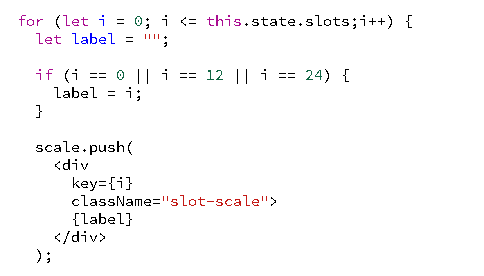 for (let i = 0; i <= this.state.slots;i++) {
  let label = "";

  if (i == 0 || i == 12 || i == 24) {
    label = i;
  }

  scale.push(
    <div
      key={i}
      className="slot-scale">
      {label}
    </div>
  );